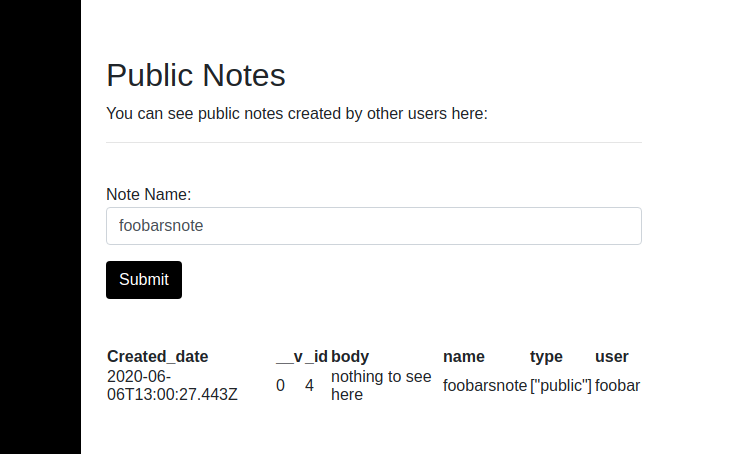 Public Notes
You can see public notes created by other users here:
Note Name:
foobarsnote
Submit
Created_date __v _id body name type user
2020-06-06T13:00:27.443Z 0 4 nothing to see here foobarsnote ["public"] foobar